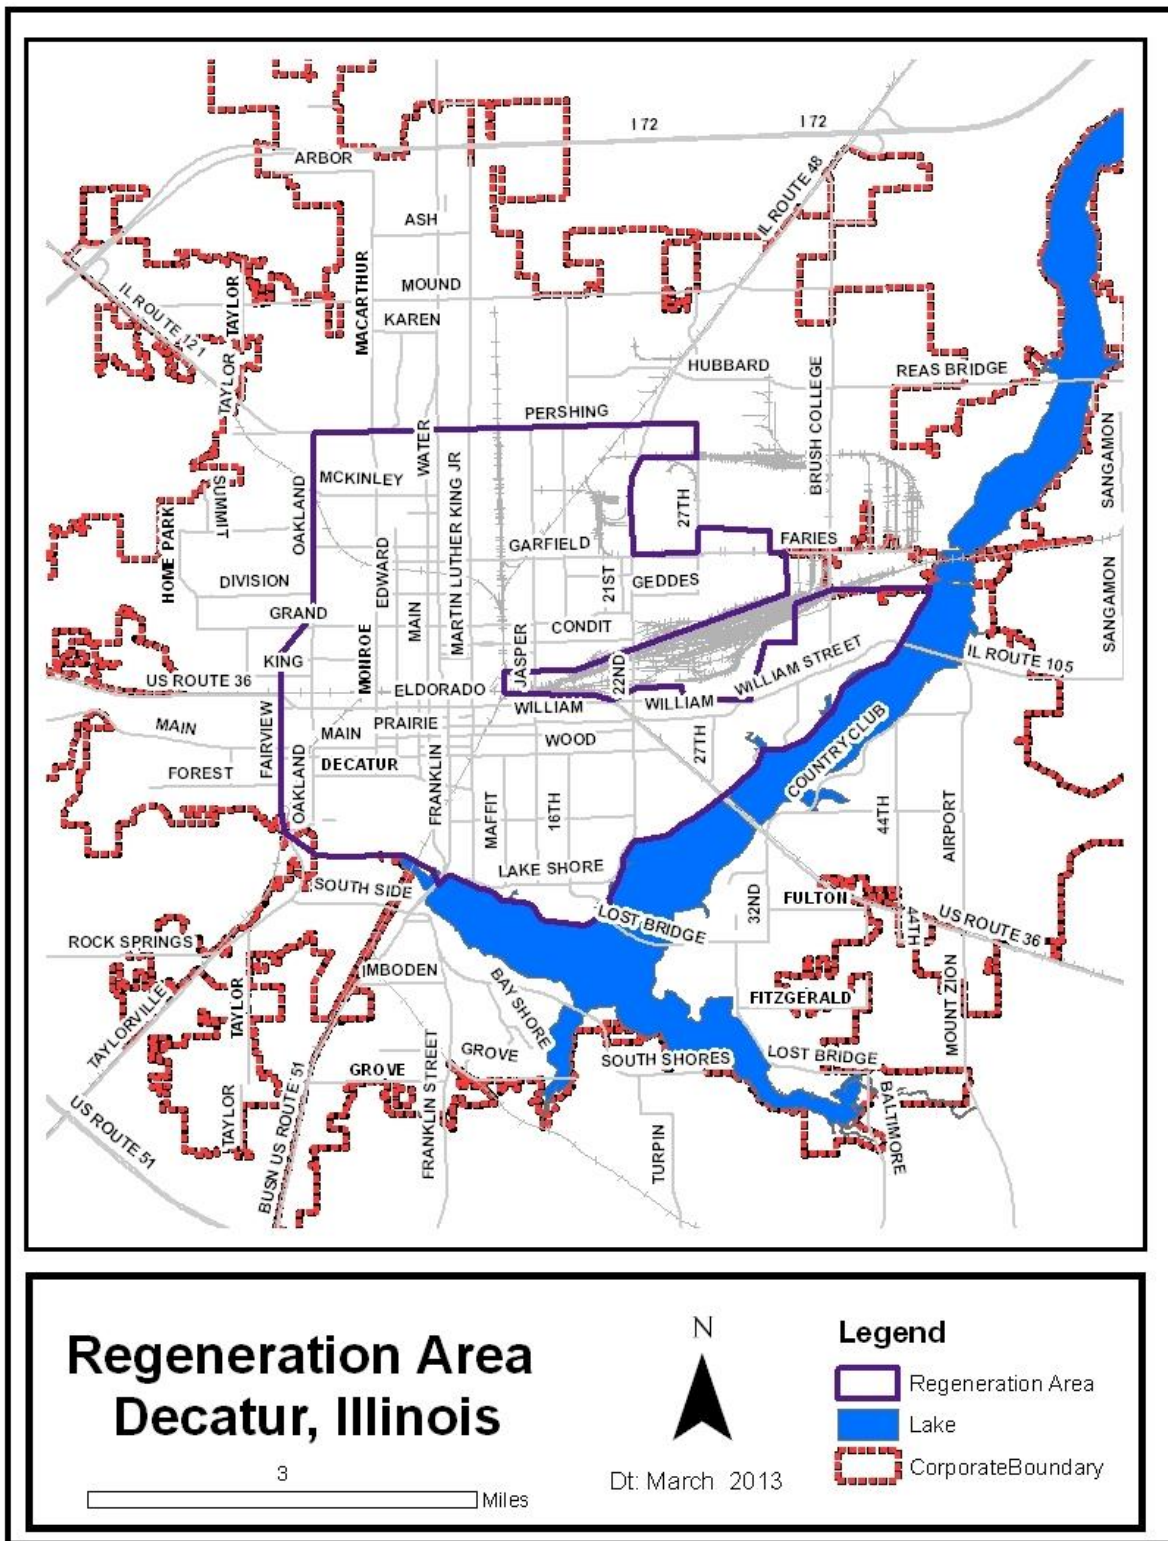 I 72
I 72
ARBOR
IL ROUTE 48
ASH
MACARTHUR
MOUND
TAYLOR
IL ROUTE 121
KAREN
TAYLOR
HUBBARD
REAS BRIDGE
BRUSH COLLEGE
PERSHING
WATER
SANGAMON
MCKINLEY
SUMMIT
OAKLAND
MARTIN LUTHER KING JR
27TH
HOME PARK
GARFIELD
FARIES
EDWARD
DIVISION
21ST
GEDDES
SANGAMON
GRAND
MAIN
CONDIT
MONROE
JASPER
KING
22ND
WILLIAM STREET
IL ROUTE 105
US ROUTE 36
ELDORADO
WILLIAM
WILLIAM
MAIN
FAIRVIEW
PRAIRIE
MAIN
WOOD
27TH
COUNTRY CLUB
FOREST
OAKLAND
DECATUR
FRANKLIN
MAFFIT
16TH
44TH
AIRPORT
LAKE SHORE
SOUTH SIDE
32ND
FULTON
LOST BRIDGE
44TH
US ROUTE 36
ROCK SPRINGS
IMBODEN
BAY SHORE
TAYLOR
FITZGERALD
MOUNT ZION
TAYLORVILLE
GROVE
SOUTH SHORES
LOST BRIDGE
GROVE
BUSN US ROUTE 51
FRANKLIN STREET
BALTIMORE
US ROUTE 51
TAYLOR
TURPIN
Regeneration Area
Decatur, Illinois
3
Miles
N
Dt: March 2013
Legend
Regeneration Area
Lake
CorporateBoundary